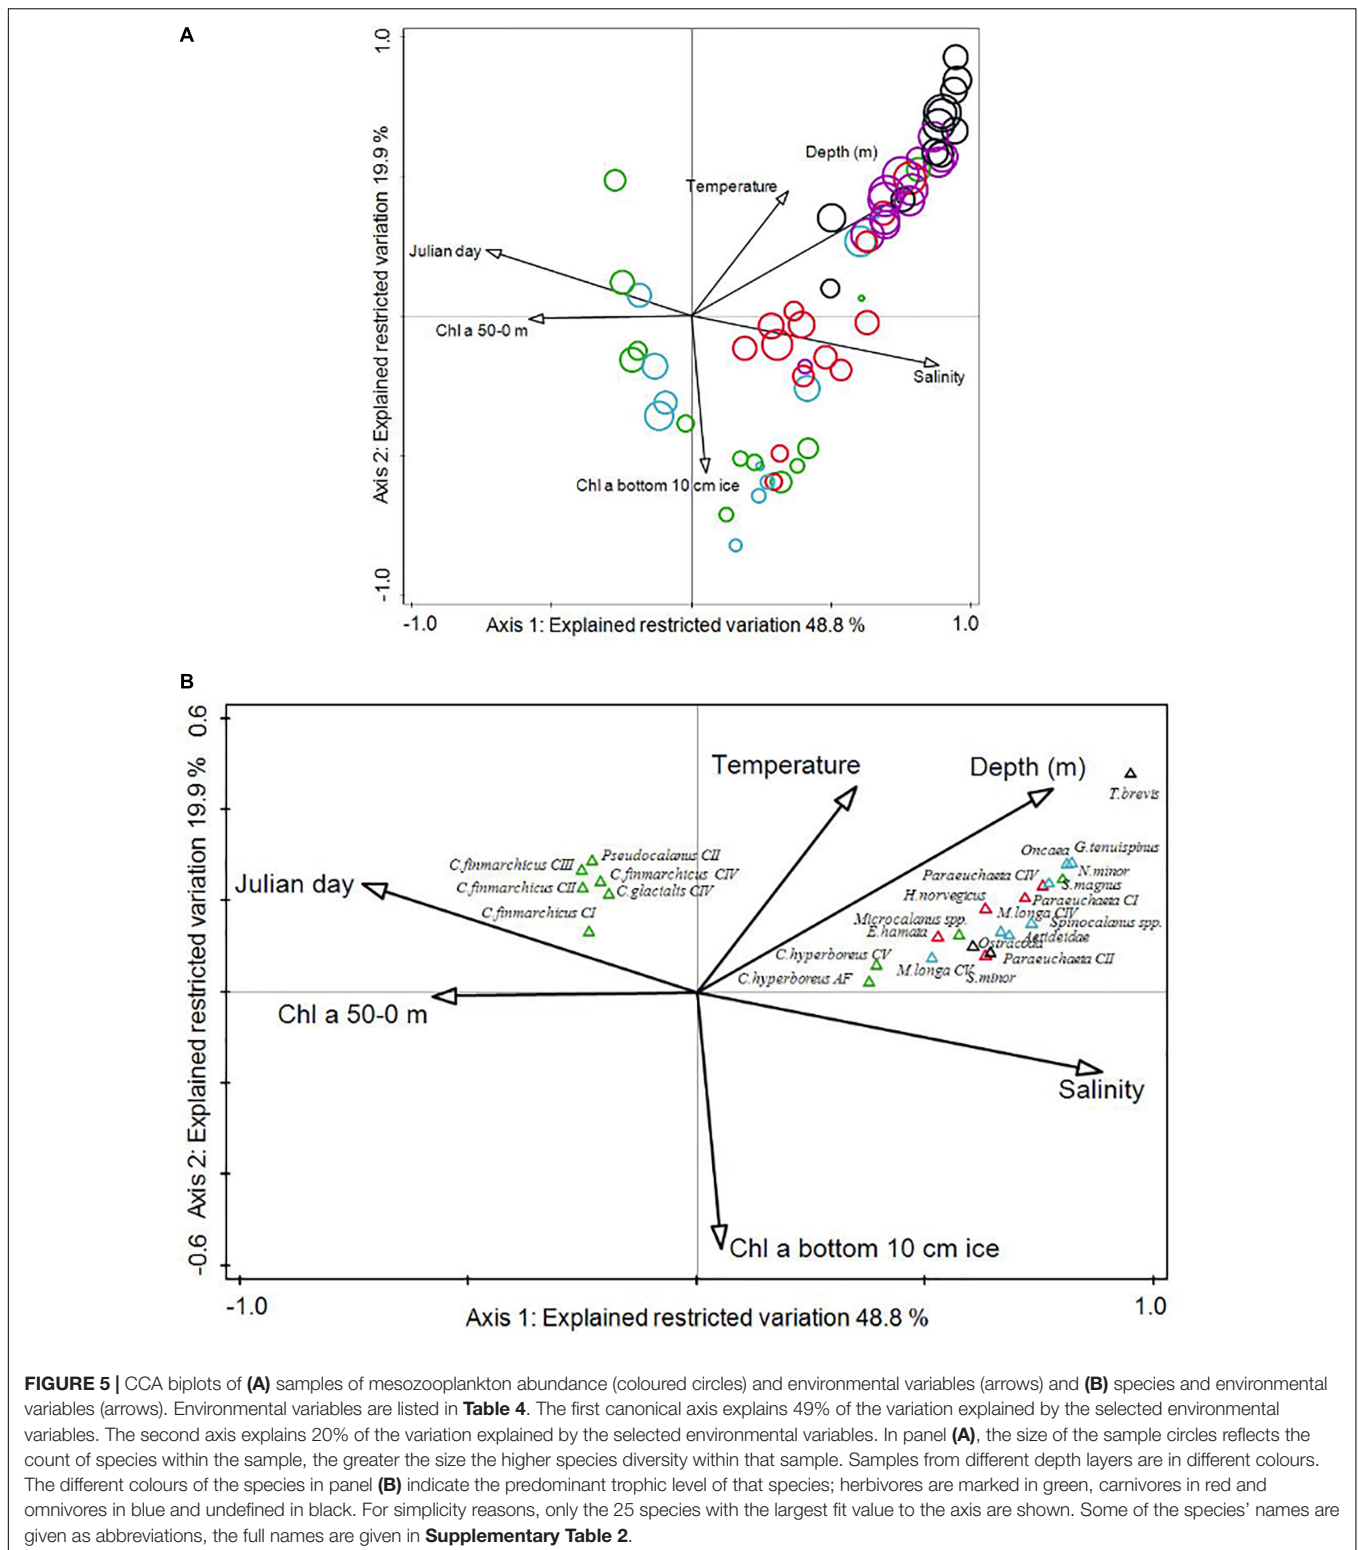 A
1.0
Depth (m)
Temperature
Julian day
Chl a 50-0 m
Salinity
Chl a bottom 10 cm ice
Axis 2: Explained restricted variation 19.9 %
-1.0
-1.0
Axis 1: Explained restricted variation 48.8 %
1.0
B
0.6
Temperature
Depth (m)
T.brevis
Oncaea
G.tenuispinus
Pseudocalanus CII
C.finmarchicus CIII
C.finmarchicus CIV
N.minor
Paraeuchaeta CIV
S.magnus
Julian day
C.finmarchicus CII
C.glacialis CIV
H.norvegicus
Paraeuchaeta CI
C.finmarchicus CI
M.longa CIV
Microcalanus spp.
Spinocalanus spp.
E.hamata
Ostracoda
Aetideidae
C.hyperboreus CV
Paraeuchaeta CII
M.longa CV
S.minor
C.hyperboreus AF
Chl a 50-0 m
Salinity
Chl a bottom 10 cm ice
Axis 2: Explained restricted variation 19.9 %
-0.6
-1.0
Axis 1: Explained restricted variation 48.8 %
1.0
FIGURE 5 | CCA biplots of (A) samples of mesozooplankton abundance (coloured circles) and environmental variables (arrows) and (B) species and environmental
variables (arrows). Environmental variables are listed in Table 4. The first canonical axis explains 49% of the variation explained by the selected environmental
variables. The second axis explains 20% of the variation explained by the selected environmental variables. In panel (A), the size of the sample circles reflects the
count of species within the sample, the greater the size the higher species diversity within that sample. Samples from different depth layers are in different colours.
The different colours of the species in panel (B) indicate the predominant trophic level of that species; herbivores are marked in green, carnivores in red and
omnivores in blue and undefined in black. For simplicity reasons, only the 25 species with the largest fit value to the axis are shown. Some of the species' names are
given as abbreviations, the full names are given in Supplementary Table 2.